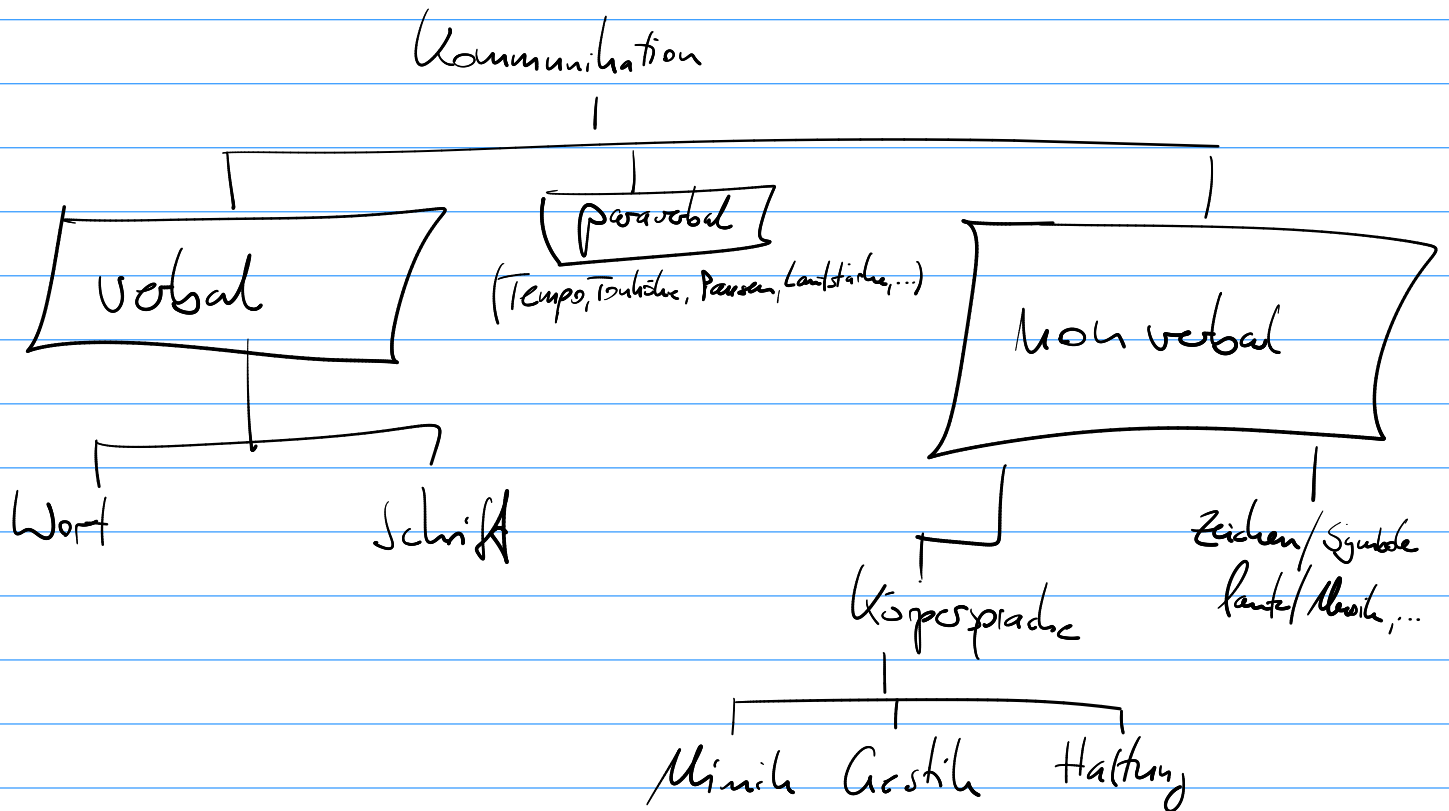 Kommunikation
verbal
paraverbal
(Tempo, Tonhöhe, Pausen, Lautstärke, ...)
non verbal
Wort
Schrift
Zeichen/Symbole
Laute/Musik, ...
Körpersprache
Mimik Gestik Haltung